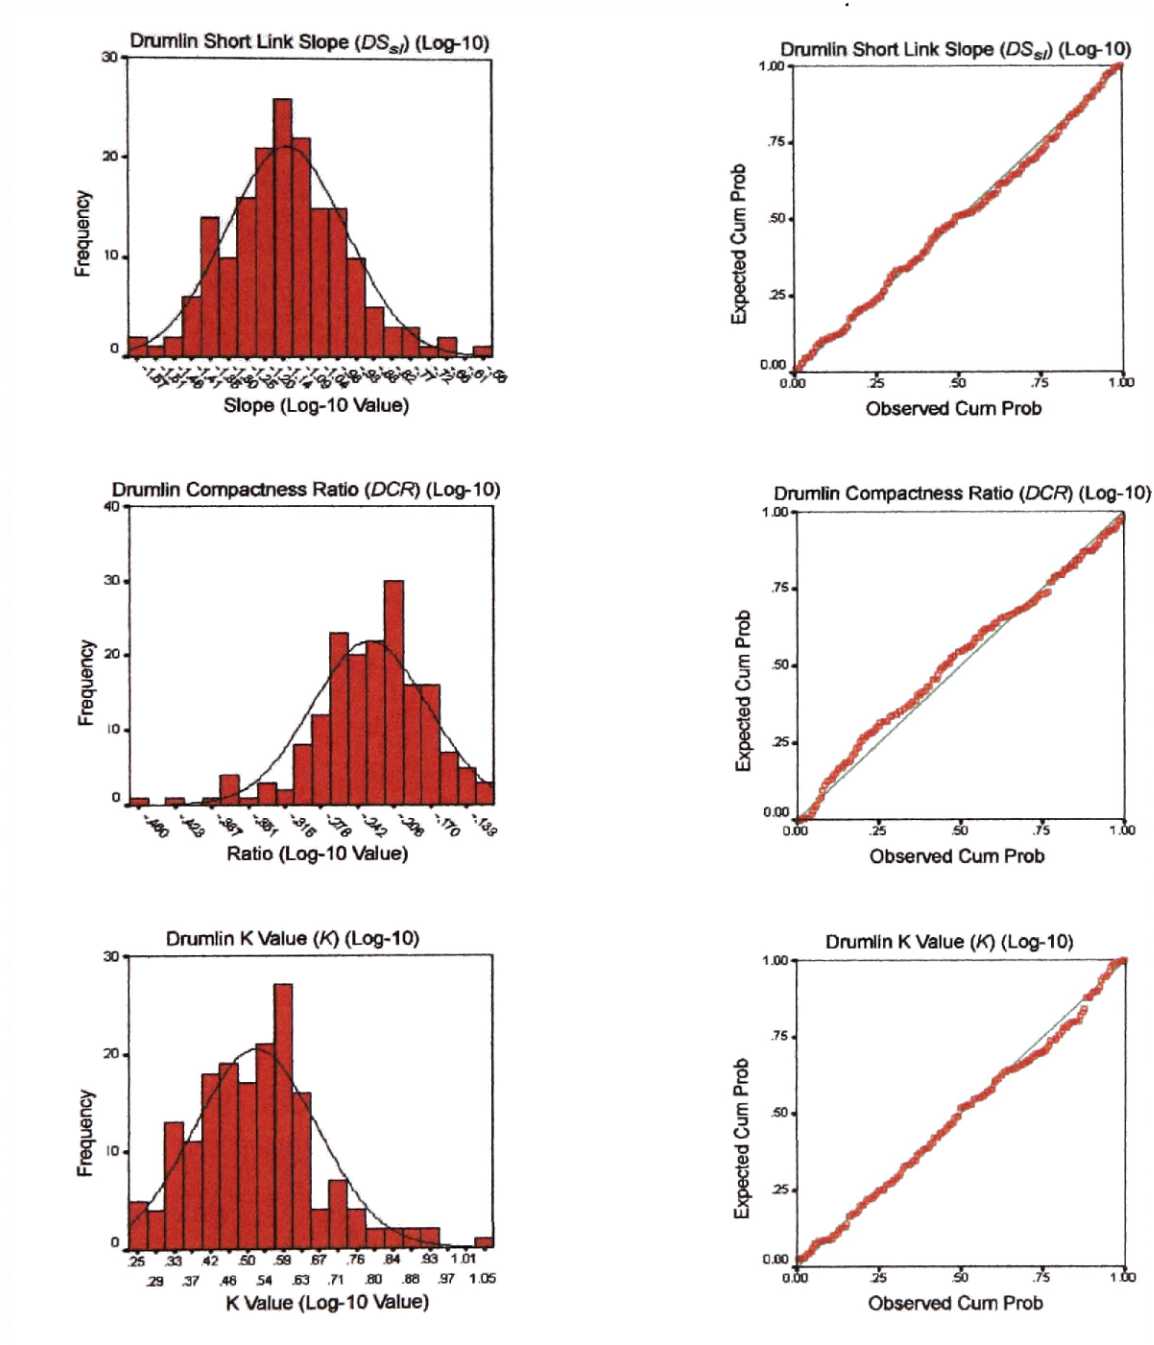 Drumlin Short Link Slope (DSsl) (Log-10)
30
20
10
0
Frequency
Slope (Log-10 Value)
Drumlin Short Link Slope (DSsl) (Log-10)
1.00
.75
.50
.25
0.00
Expected Cum Prob
0.00 .25 .50 .75 1.00
Observed Cum Prob
Drumlin Compactness Ratio (DCR) (Log-10)
40
30
20
10
0
Frequency
-.315 -.278 -.242 -.206 -.170 -.133
Ratio (Log-10 Value)
Drumlin Compactness Ratio (DCR) (Log-10)
1.00
.75
.50
.25
0.00
Expected Cum Prob
0.00 .25 .50 .75 1.00
Observed Cum Prob
Drumlin K Value (K) (Log-10)
30
20
10
0
Frequency
.25 .33 .42 .50 .59 .67 .76 .84 .93 1.01
.29 .37 .46 .54 .63 .71 .80 .88 .97 1.05
K Value (Log-10 Value)
Drumlin K Value (K) (Log-10)
1.00
.75
.50
.25
0.00
Expected Cum Prob
0.00 .25 .50 .75 1.00
Observed Cum Prob